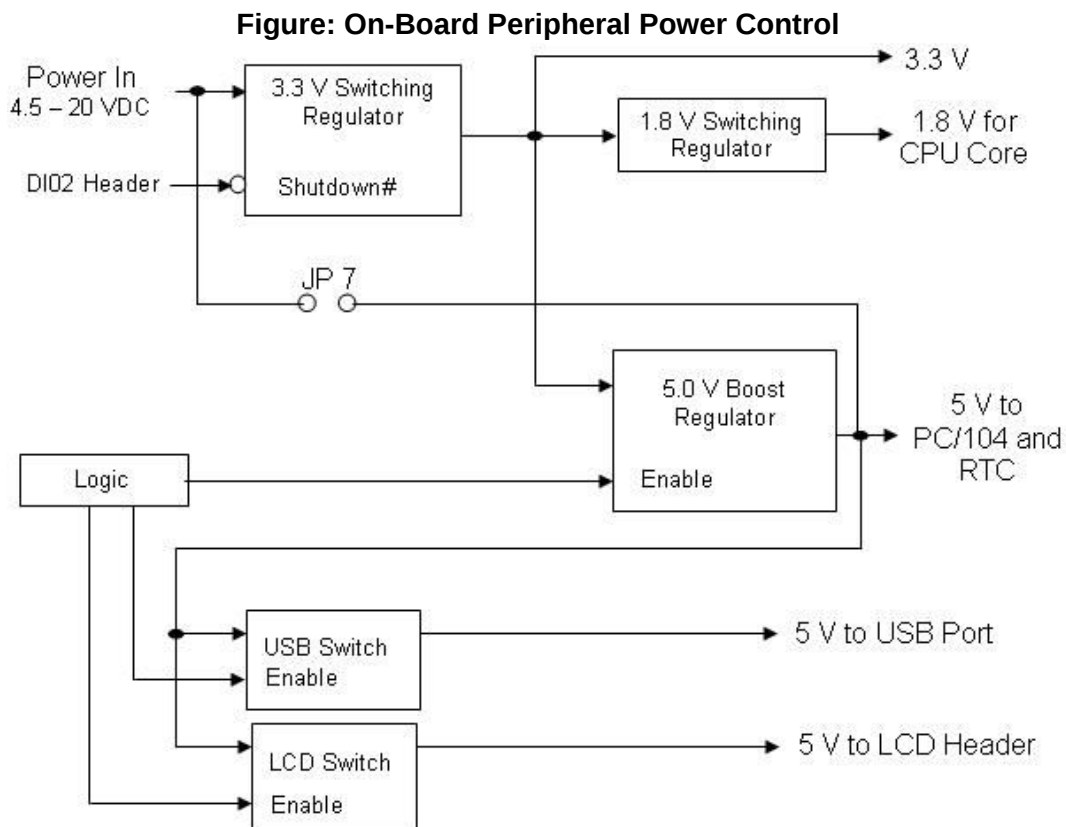 Figure: On-Board Peripheral Power Control
Power In
4.5 – 20 VDC
3.3 V Switching
Regulator
3.3 V
1.8 V Switching
Regulator
1.8 V for
CPU Core
DI02 Header
Shutdown#
JP 7
5.0 V Boost
Regulator
5 V to
PC/104 and
RTC
Logic
Enable
USB Switch
Enable
5 V to USB Port
LCD Switch
Enable
5 V to LCD Header